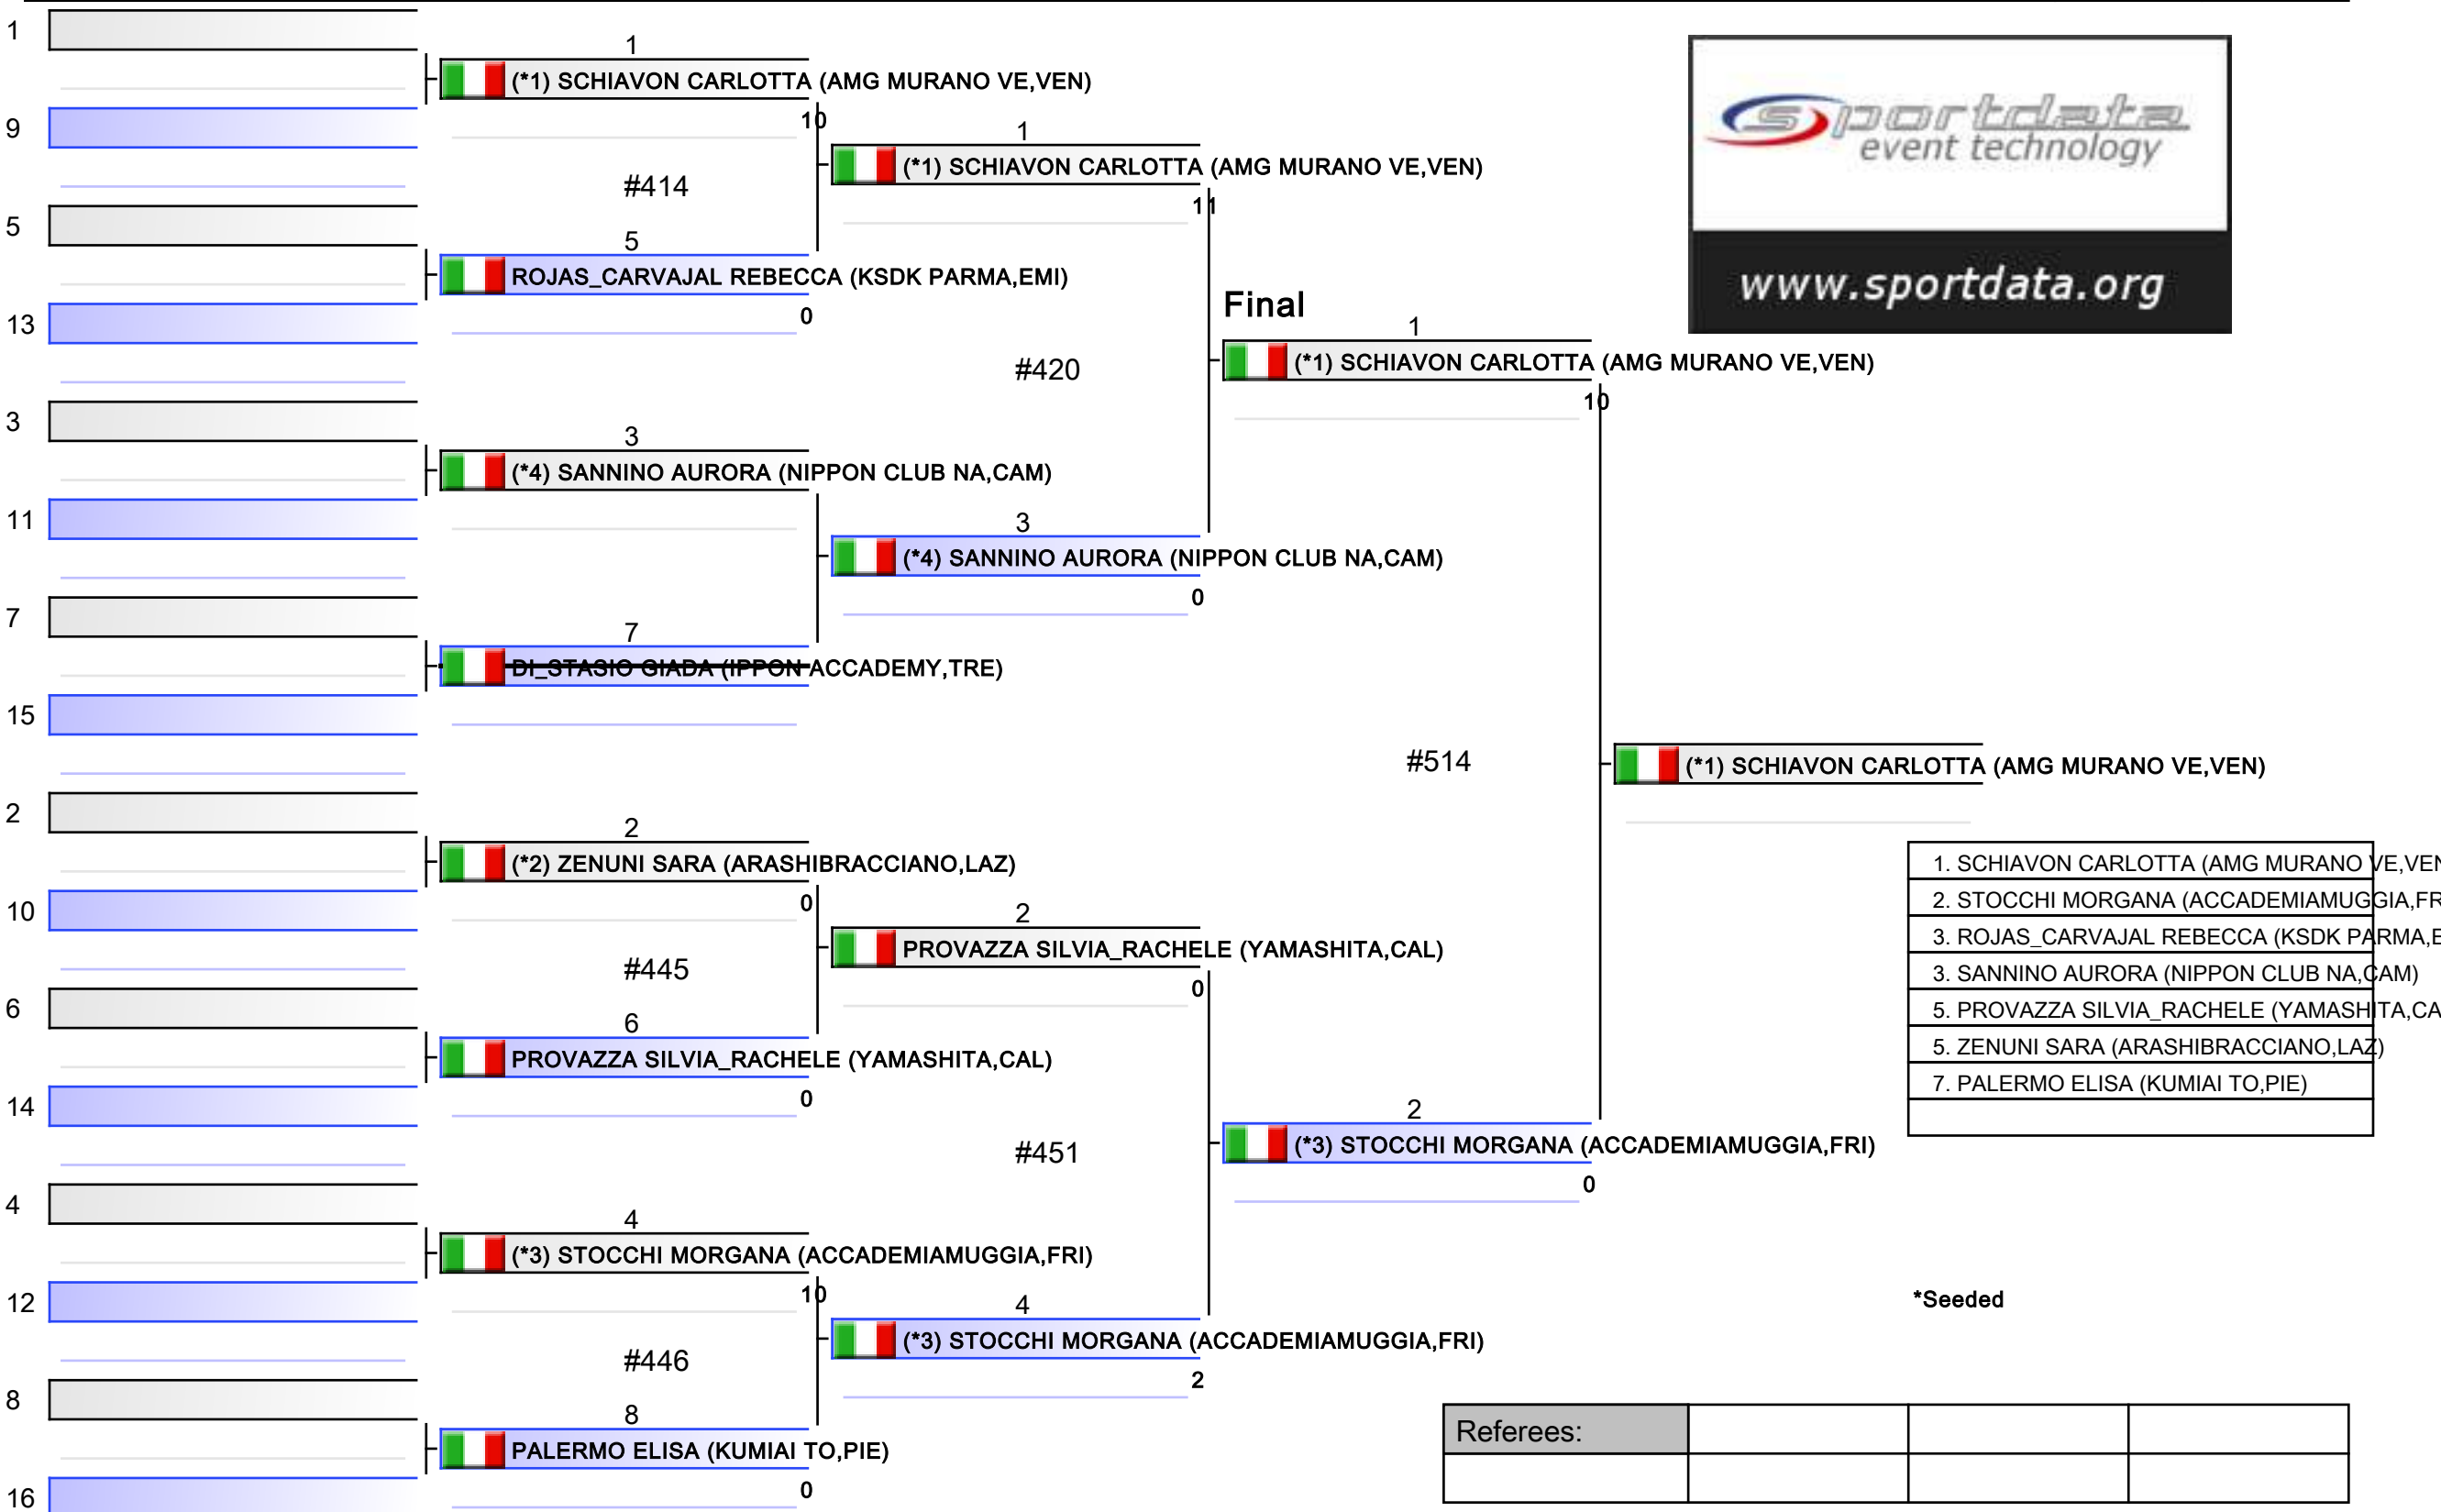 1
1
(*1) SCHIAVON CARLOTTA (AMG MURANO VE,VEN)
9
10
1
(*1) SCHIAVON CARLOTTA (AMG MURANO VE,VEN)
sportdata
event technology
www.sportdata.org
#414
11
5
5
ROJAS_CARVAJAL REBECCA (KSDK PARMA,EMI)
13
0
Final
1
(*1) SCHIAVON CARLOTTA (AMG MURANO VE,VEN)
#420
10
3
3
(*4) SANNINO AURORA (NIPPON CLUB NA,CAM)
11
3
(*4) SANNINO AURORA (NIPPON CLUB NA,CAM)
0
7
7
DI_STASIO GIADA (IPPON ACCADEMY,TRE)
15
#514
(*1) SCHIAVON CARLOTTA (AMG MURANO VE,VEN)
2
2
(*2) ZENUNI SARA (ARASHIBRACCIANO,LAZ)
10
0
2
PROVAZZA SILVIA_RACHELE (YAMASHITA,CAL)
#445
0
6
6
PROVAZZA SILVIA_RACHELE (YAMASHITA,CAL)
14
0
1. SCHIAVON CARLOTTA (AMG MURANO VE,VEN
2. STOCCHI MORGANA (ACCADEMIAMUGGIA,FR
3. ROJAS_CARVAJAL REBECCA (KSDK PARMA,E
3. SANNINO AURORA (NIPPON CLUB NA,CAM)
5. PROVAZZA SILVIA_RACHELE (YAMASHITA,CA
5. ZENUNI SARA (ARASHIBRACCIANO,LAZ)
7. PALERMO ELISA (KUMIAI TO,PIE)
#451
2
(*3) STOCCHI MORGANA (ACCADEMIAMUGGIA,FRI)
0
4
4
(*3) STOCCHI MORGANA (ACCADEMIAMUGGIA,FRI)
12
10
4
(*3) STOCCHI MORGANA (ACCADEMIAMUGGIA,FRI)
*Seeded
#446
2
8
8
PALERMO ELISA (KUMIAI TO,PIE)
16
0
Referees: